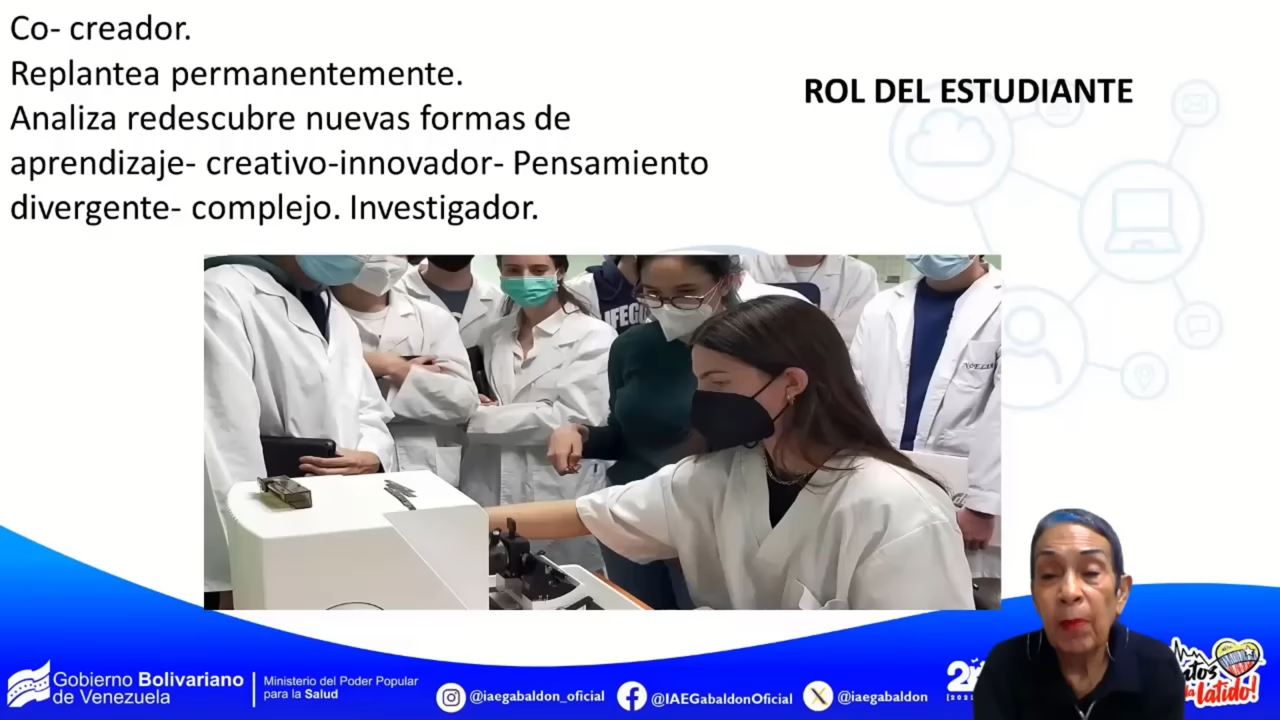 Co- creador.
Replantea permanentemente.
Analiza redescubre nuevas formas de
aprendizaje- creativo-innovador- Pensamiento
divergente- complejo. Investigador.
ROL DEL ESTUDIANTE
Gobierno Bolivariano
de Venezuela
Ministerio del Poder Popular
para la Salud
@iaegabaldon_oficial
@IAEGabaldonOficial
@iaegabaldon
latido!